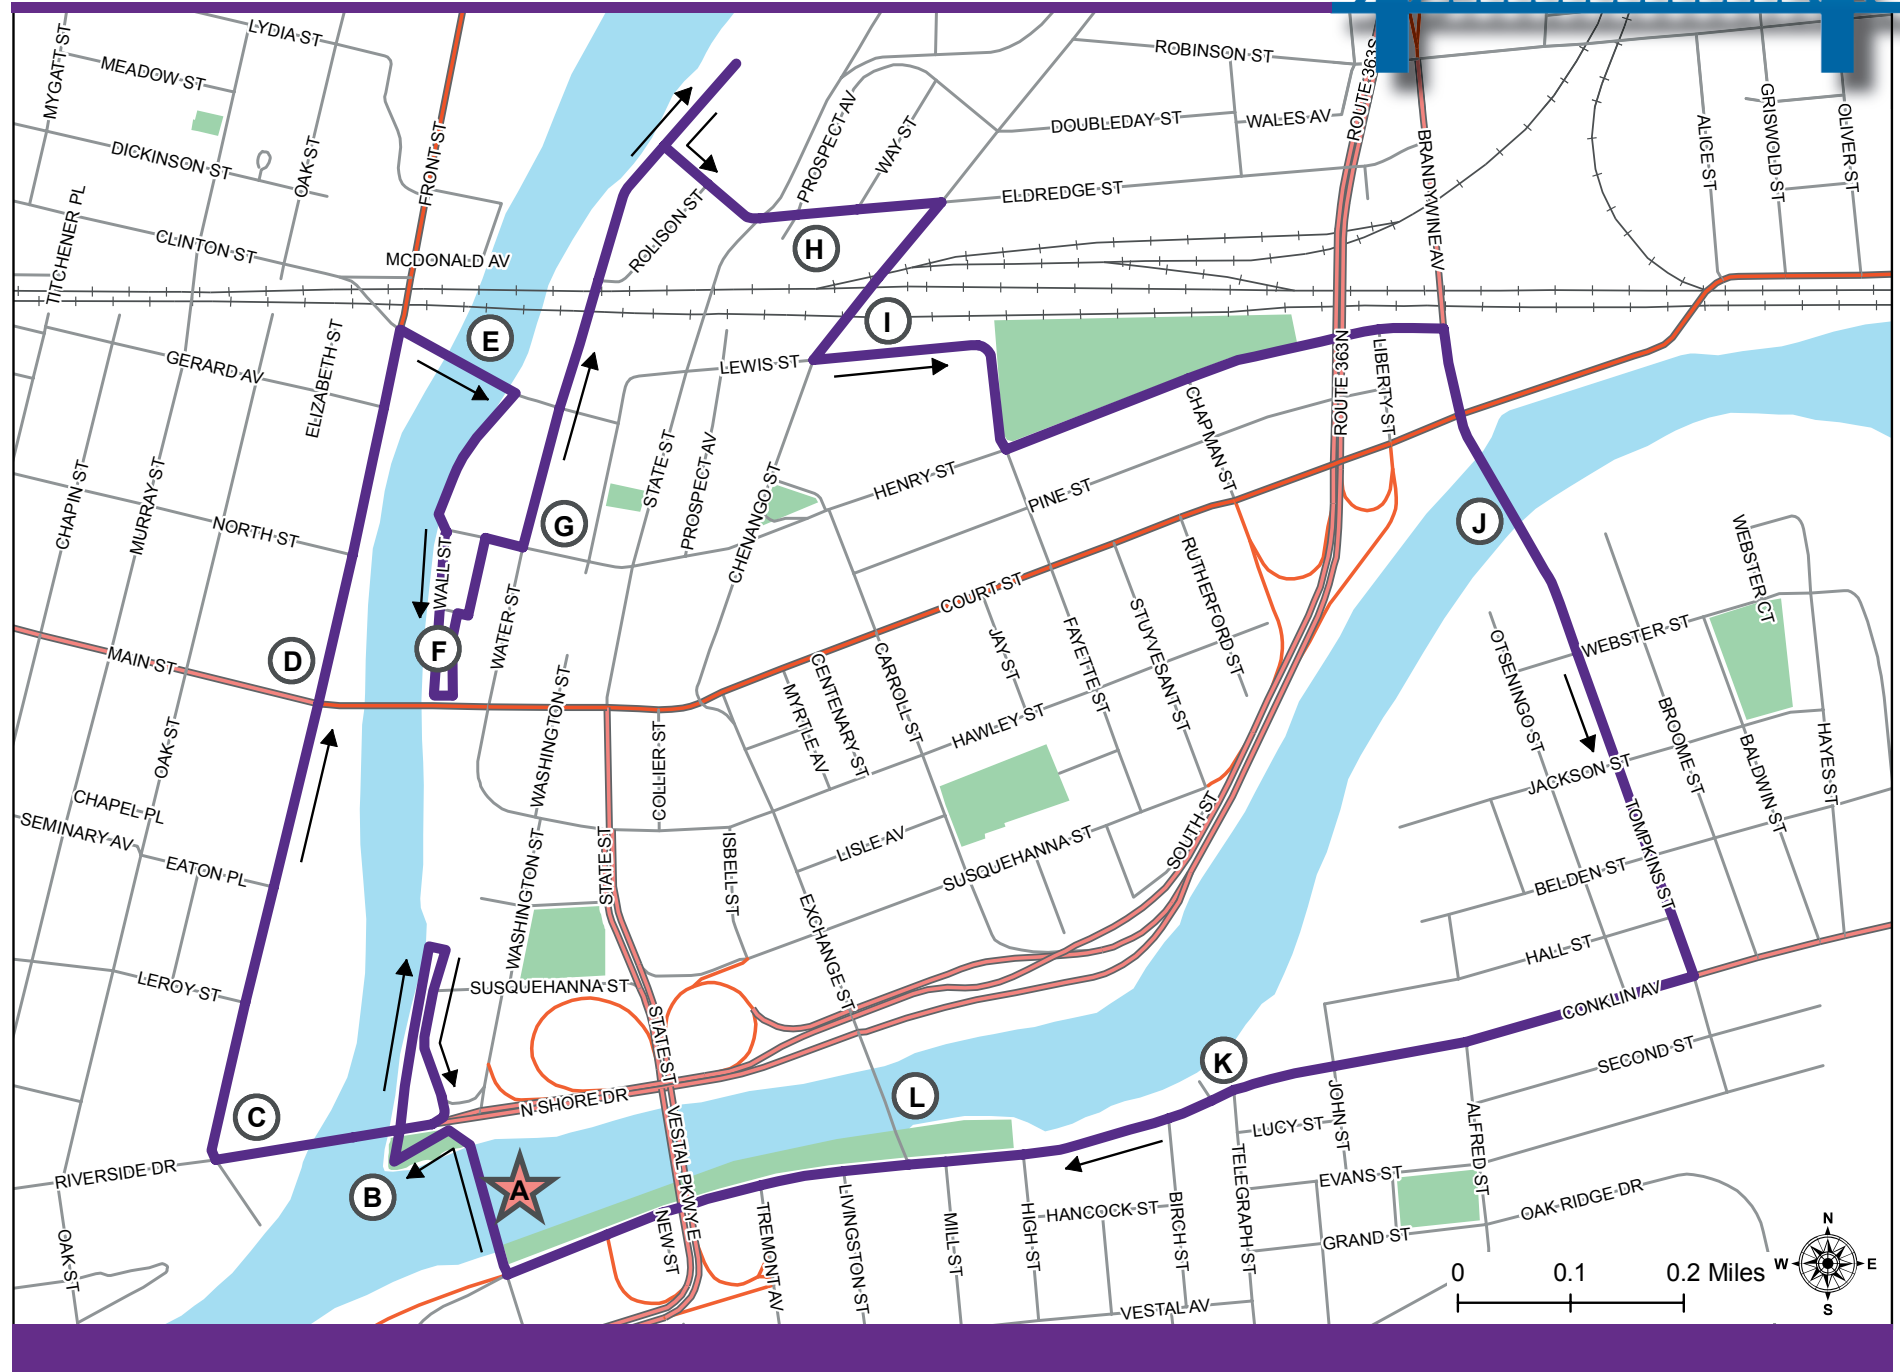 LYDIA ST
MYGATT ST
MEADOW ST
DICKINSON ST
OAK ST
FRONT ST
TITCHENER PL
CLINTON ST
MCDONALD AV
ROBINSON ST
ROUTE 363S
PROSPECT AV
WAY ST
DOUBLEDAY ST
WALES AV
BRANDYWINE AV
ALICE ST
GRISWOLD ST
OLIVER ST
ELDREDGE ST
ROLISON ST
H
E
I
GERARD AV
ELIZABETH ST
LEWIS ST
ROUTE 363N
LIBERTY ST
CHAPMAN ST
CHAPIN ST
MURRAY ST
NORTH ST
STATE ST
PROSPECT AV
CHENANGO ST
HENRY ST
PINE ST
G
J
WALL ST
WATER ST
COURT ST
RUTHERFORD ST
STUYVESANT ST
FAYETTE ST
JAY ST
WEBSTER CT
WEBSTER ST
OTSENINGO ST
D
F
MAIN ST
CARROLL ST
CENTENARY ST
MYRTLE AV
HAWLEY ST
WASHINGTON ST
COLLIER ST
OAK ST
BROOME ST
BALDWIN ST
HAYES ST
JACKSON ST
TOMPKINS ST
CHAPEL PL
SEMINARY AV
EATON PL
WASHINGTON ST
STATE ST
ISBELL ST
LISLE AV
SUSQUEHANNA ST
SOUTH ST
BELDEN ST
HALL ST
EXCHANGE ST
LEROY ST
SUSQUEHANNA ST
CONKLIN AV
STATE ST
SECOND ST
K
L
C
N SHORE DR
JOHN ST
ALFRED ST
LUCY ST
RIVERSIDE DR
VESTAL PKWY E
B
A
EVANS ST
OAK RIDGE DR
OAK ST
NEW ST
TREMONT AV
LIVINGSTON ST
MILL ST
HIGH ST
HANCOCK ST
BIRCH ST
TELEGRAPH ST
GRAND ST
VESTAL AV
0 0.1 0.2 Miles
N
W E
S